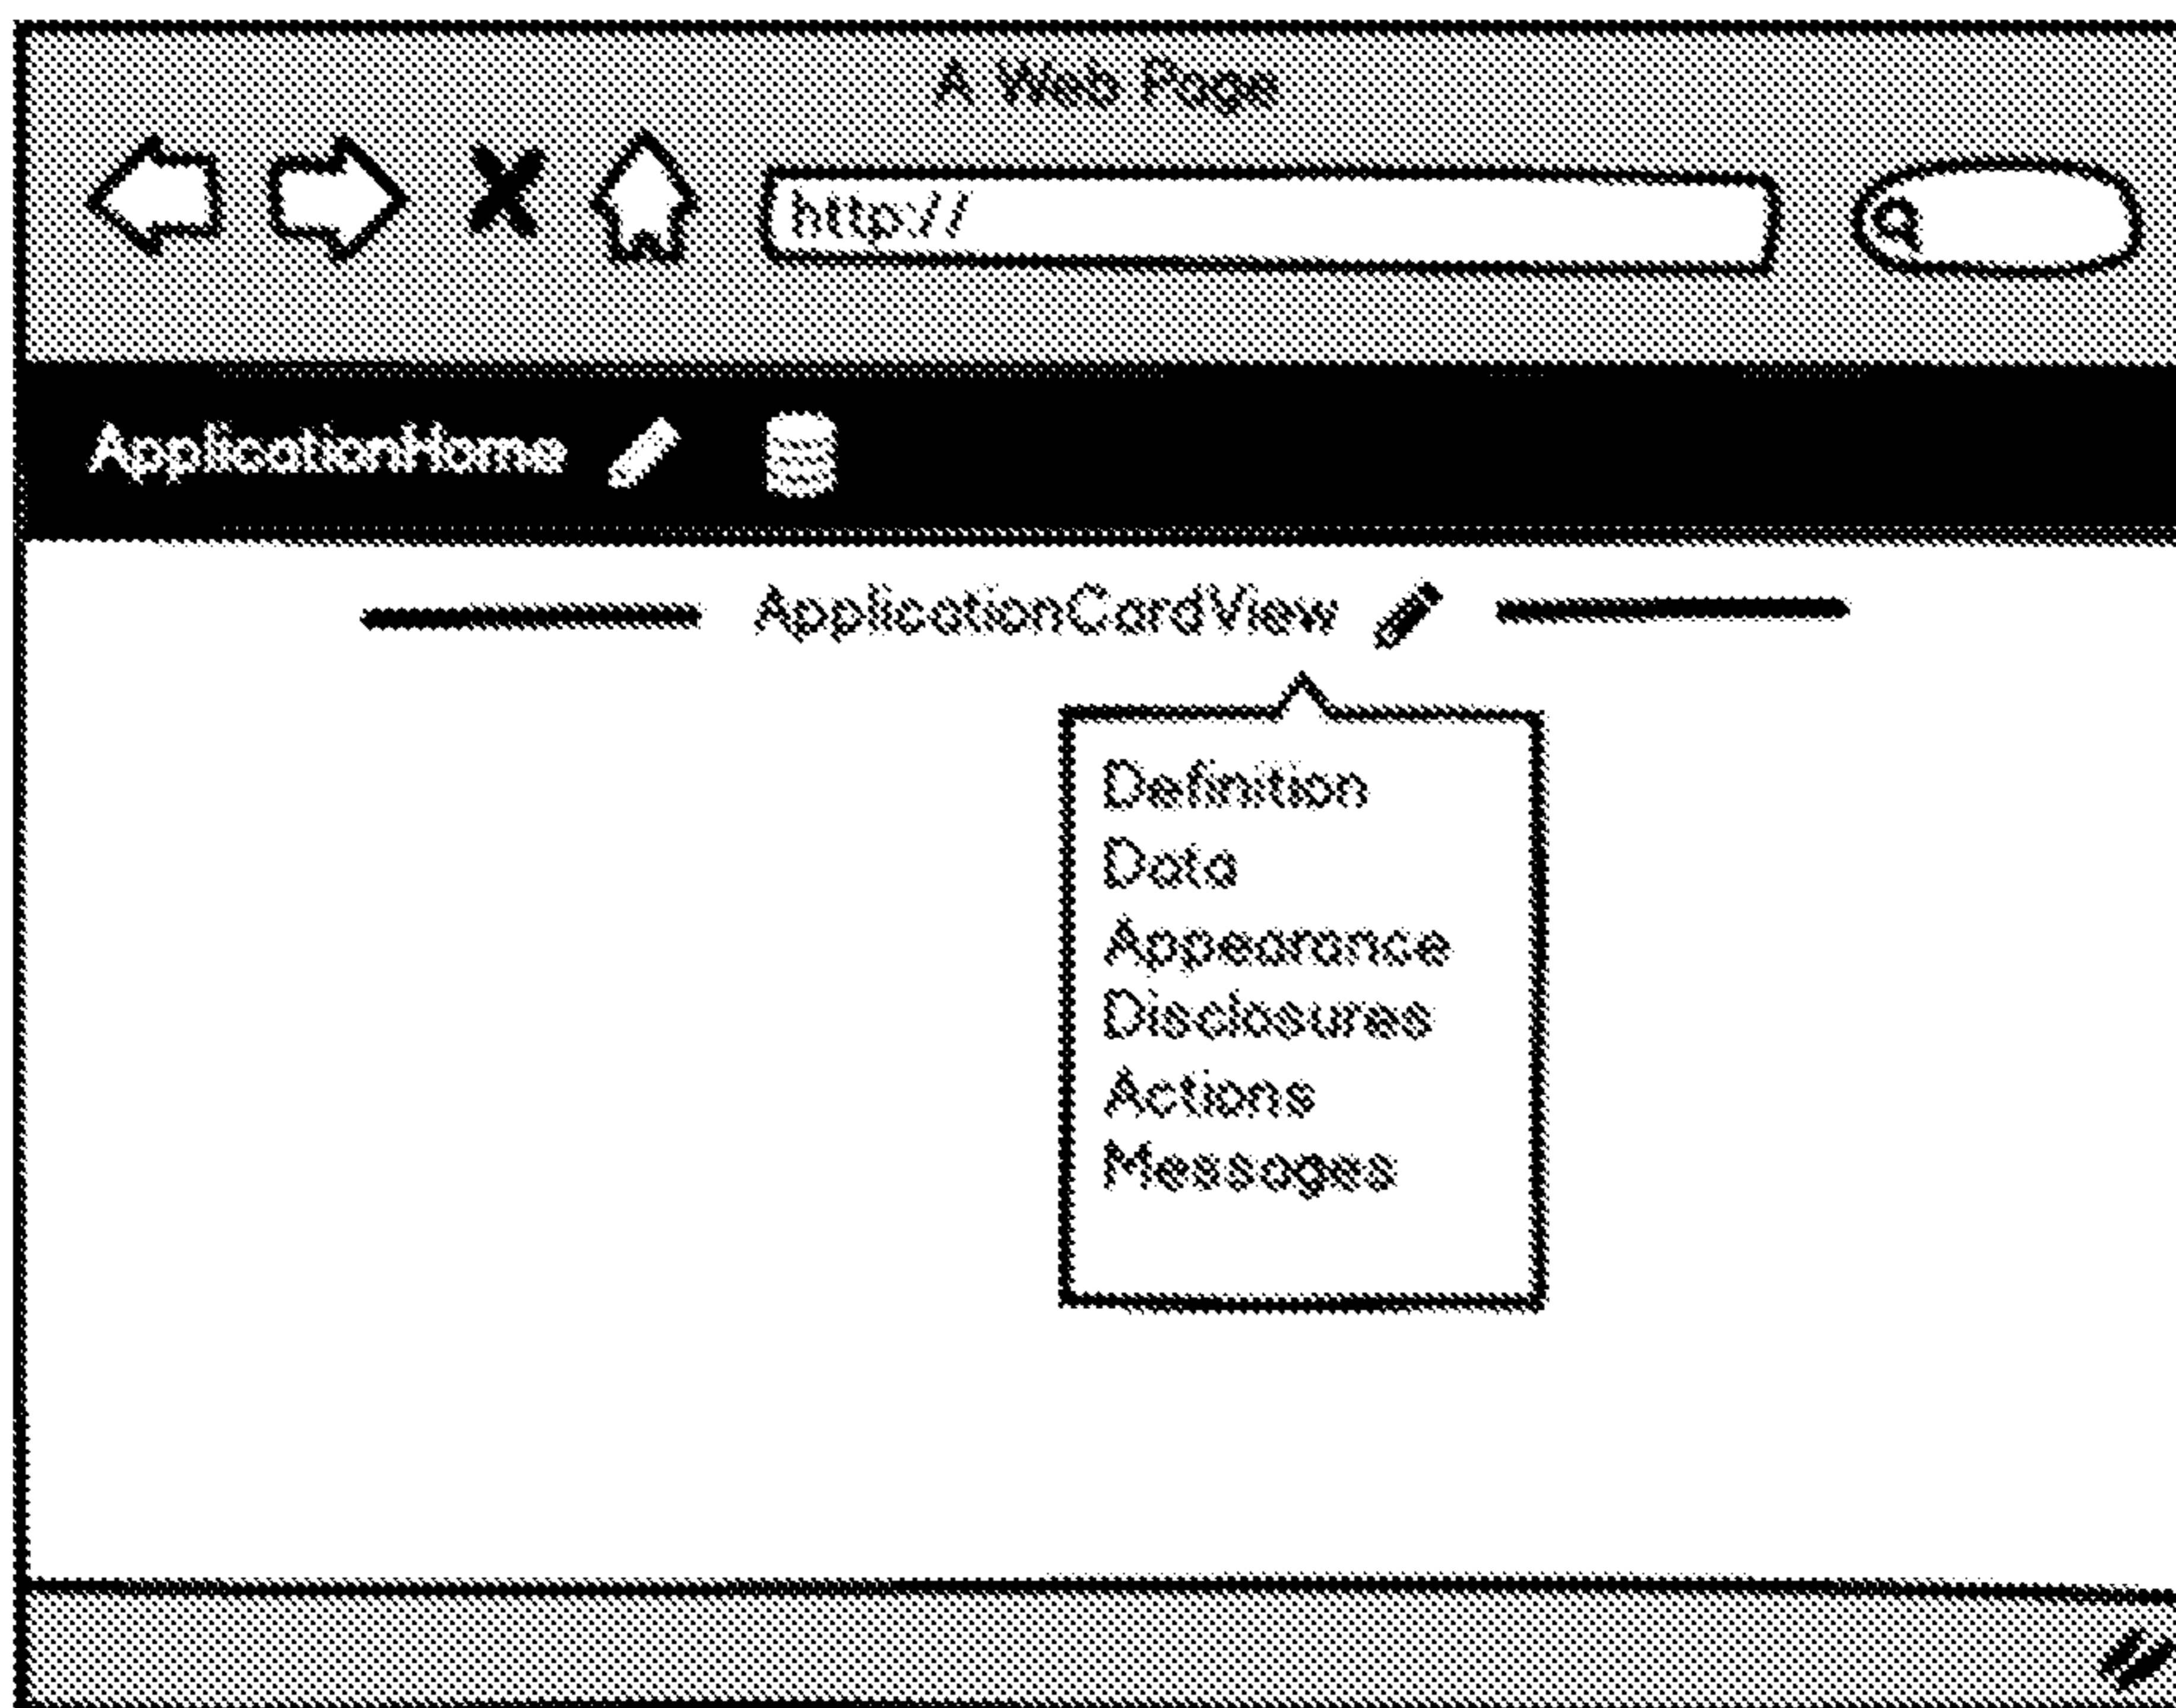 A Web Page
http://
ApplicationHome
ApplicationCardView
Definition
Data
Appearance
Disclosures
Actions
Messages